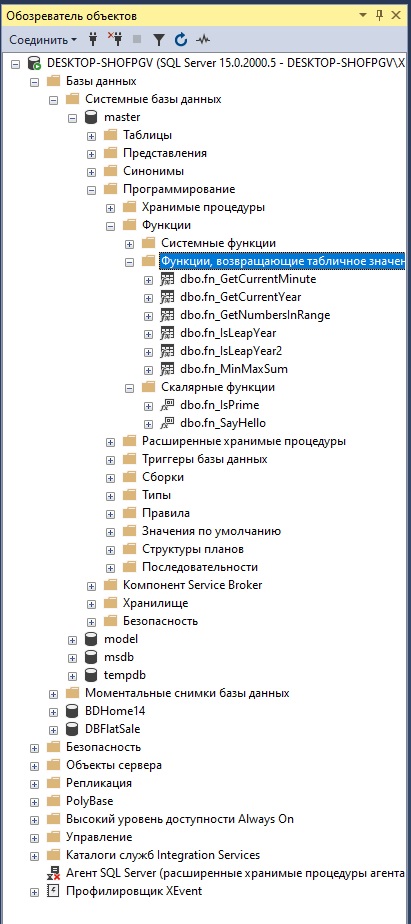 Обозреватель объектов
Соединить
DESKTOP-SHOFPGV (SQL Server 15.0.2000.5 - DESKTOP-SHOFPGV\X
Базы данных
Системные базы данных
master
Таблицы
Представления
Синонимы
Программирование
Хранимые процедуры
Функции
Системные функции
Функции, возвращающие табличное значен
dbo.fn_GetCurrentMinute
dbo.fn_GetCurrentYear
dbo.fn_GetNumbersInRange
dbo.fn_IsLeapYear
dbo.fn_IsLeapYear2
dbo.fn_MinMaxSum
Скалярные функции
dbo.fn_IsPrime
dbo.fn_SayHello
Расширенные хранимые процедуры
Триггеры базы данных
Сборки
Типы
Правила
Значения по умолчанию
Структуры планов
Последовательности
Компонент Service Broker
Хранилище
Безопасность
model
msdb
tempdb
Моментальные снимки базы данных
BDHome14
DBFlatSale
Безопасность
Объекты сервера
Репликация
PolyBase
Высокий уровень доступности Always On
Управление
Каталоги служб Integration Services
Агент SQL Server (расширенные хранимые процедуры агента
Профилировщик XEvent